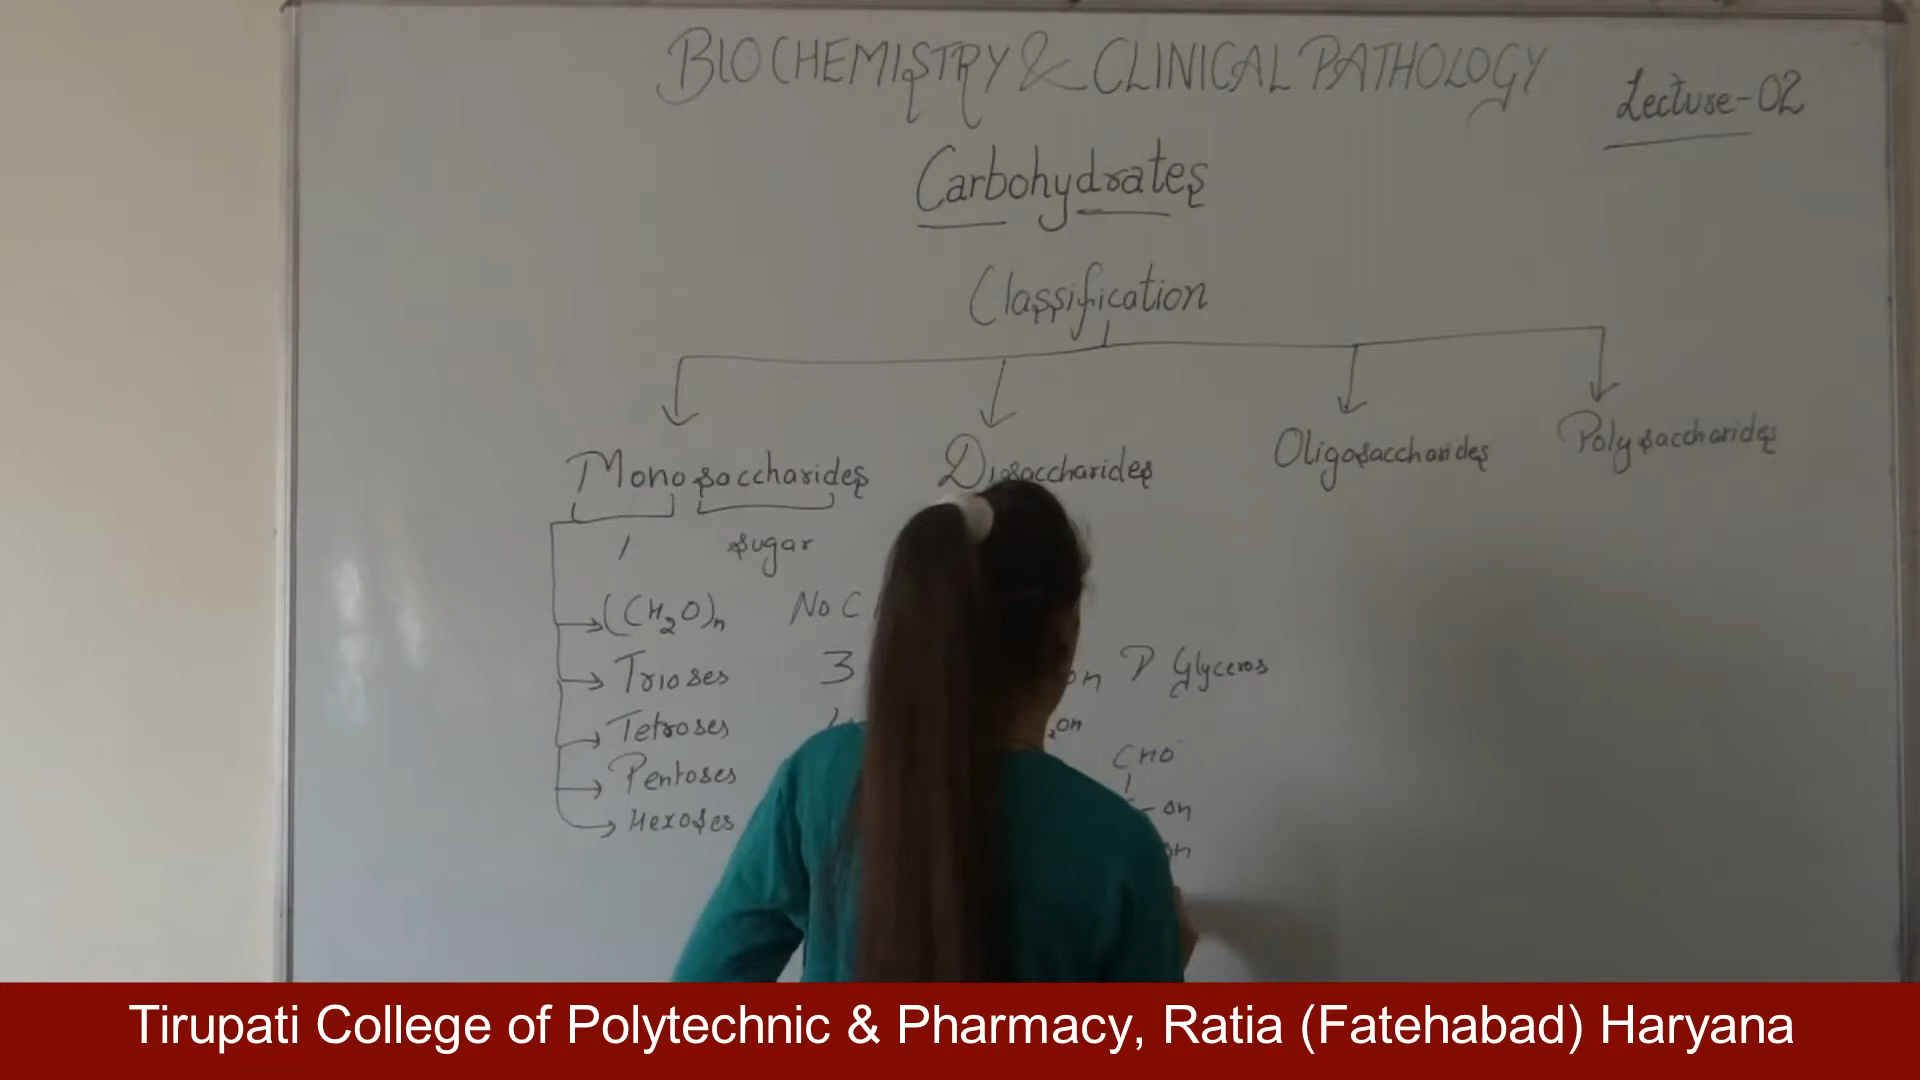 BIOCHEMISTRY & CLINICAL PATHOLOGY
Lecture-02
Carbohydrates
Classification
Monosaccharides Disaccharides Oligosaccharides Polysaccharides
1 sugar
(CH2O)n No C
Trioses 3 D Glyceros
Tetroses
Pentoses CHO
Hexoses
Tirupati College of Polytechnic & Pharmacy, Ratia (Fatehabad) Haryana